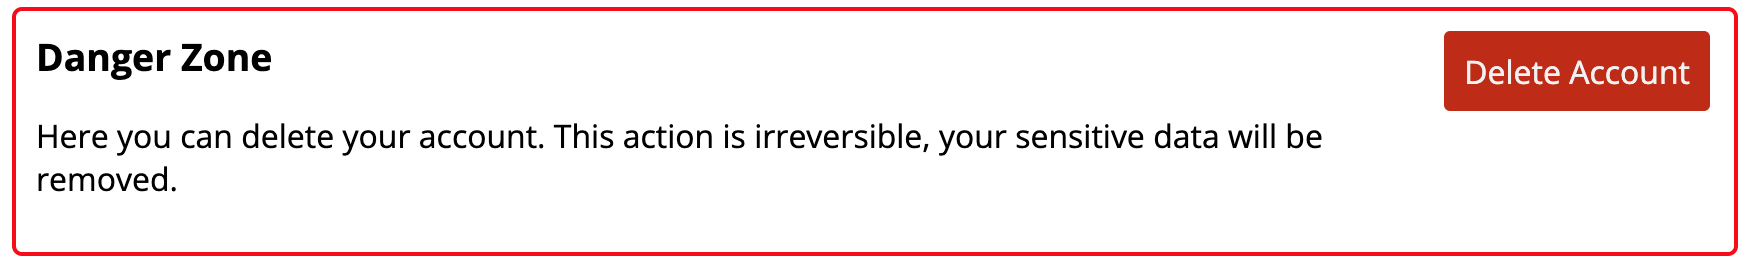 Danger Zone
Delete Account
Here you can delete your account. This action is irreversible, your sensitive data will be
removed.